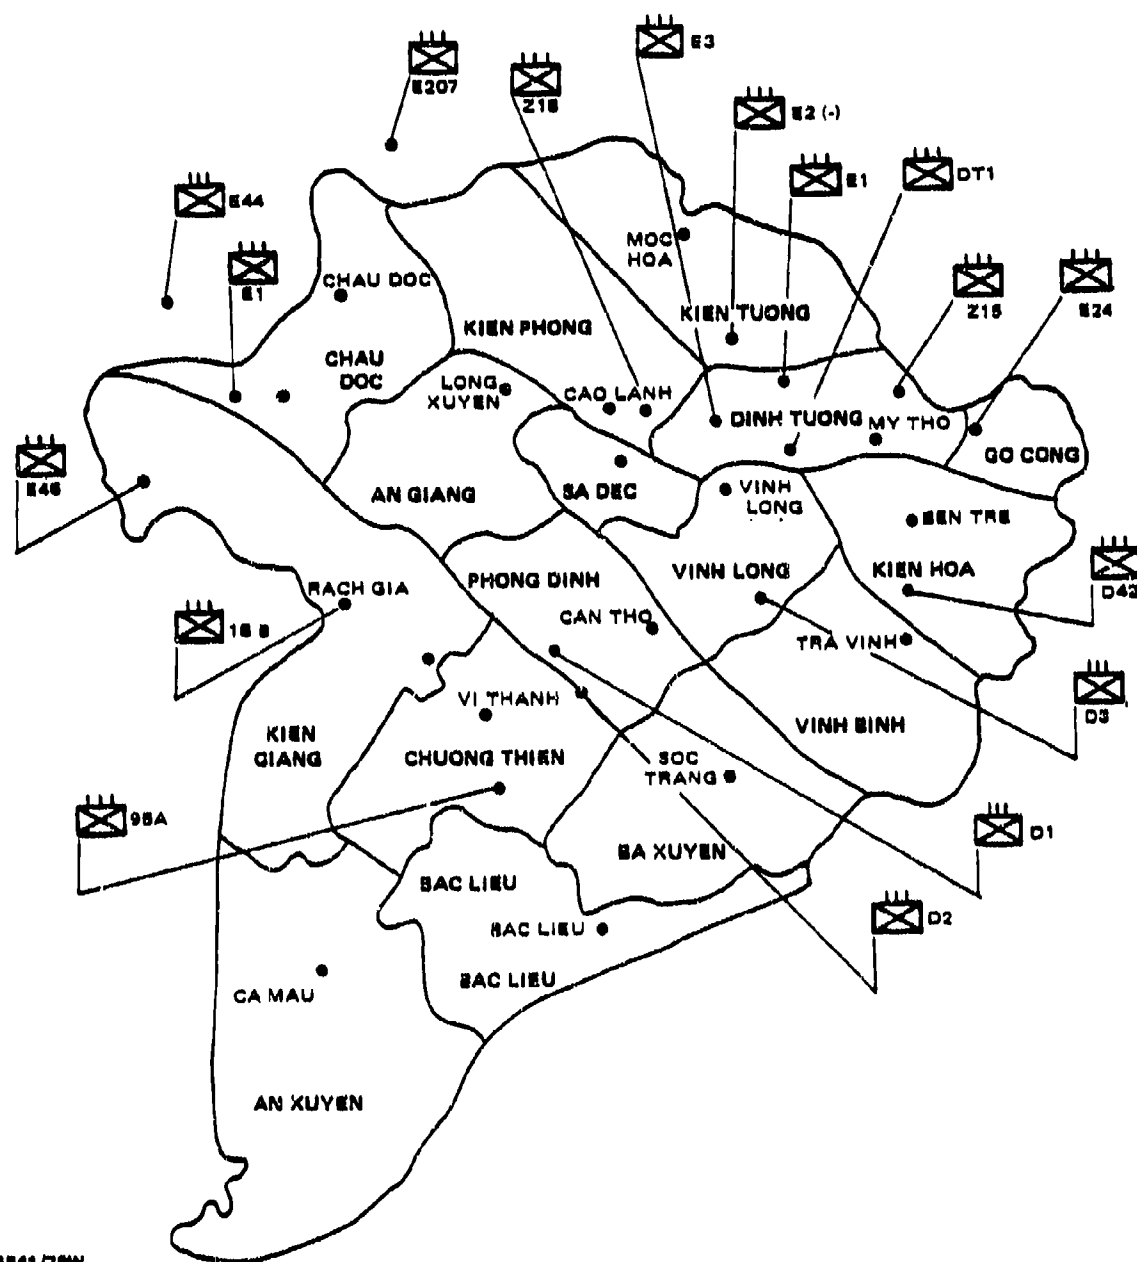 E3
E207
Z18
E2 (-)
E1
DT1
E44
E1
Z15
E24
MOC
HOA
CHAU DOC
KIEN TUONG
KIEN PHONG
CHAU
DOC
LONG
XUYEN
CAO LANH
DINH TUONG
MY THO
GO CONG
E46
AN GIANG
SA DEC
VINH
LONG
BEN TRE
PHONG DINH
VINH LONG
KIEN HOA
D42
RACH GIA
CAN THO
TRA VINH
VI THANH
D3
KIEN
GIANG
CHUONG THIEN
SOC
TRANG
VINH BINH
95A
D1
BA XUYEN
BAC LIEU
D2
BAC LIEU
BAC LIEU
CA MAU
AN XUYEN